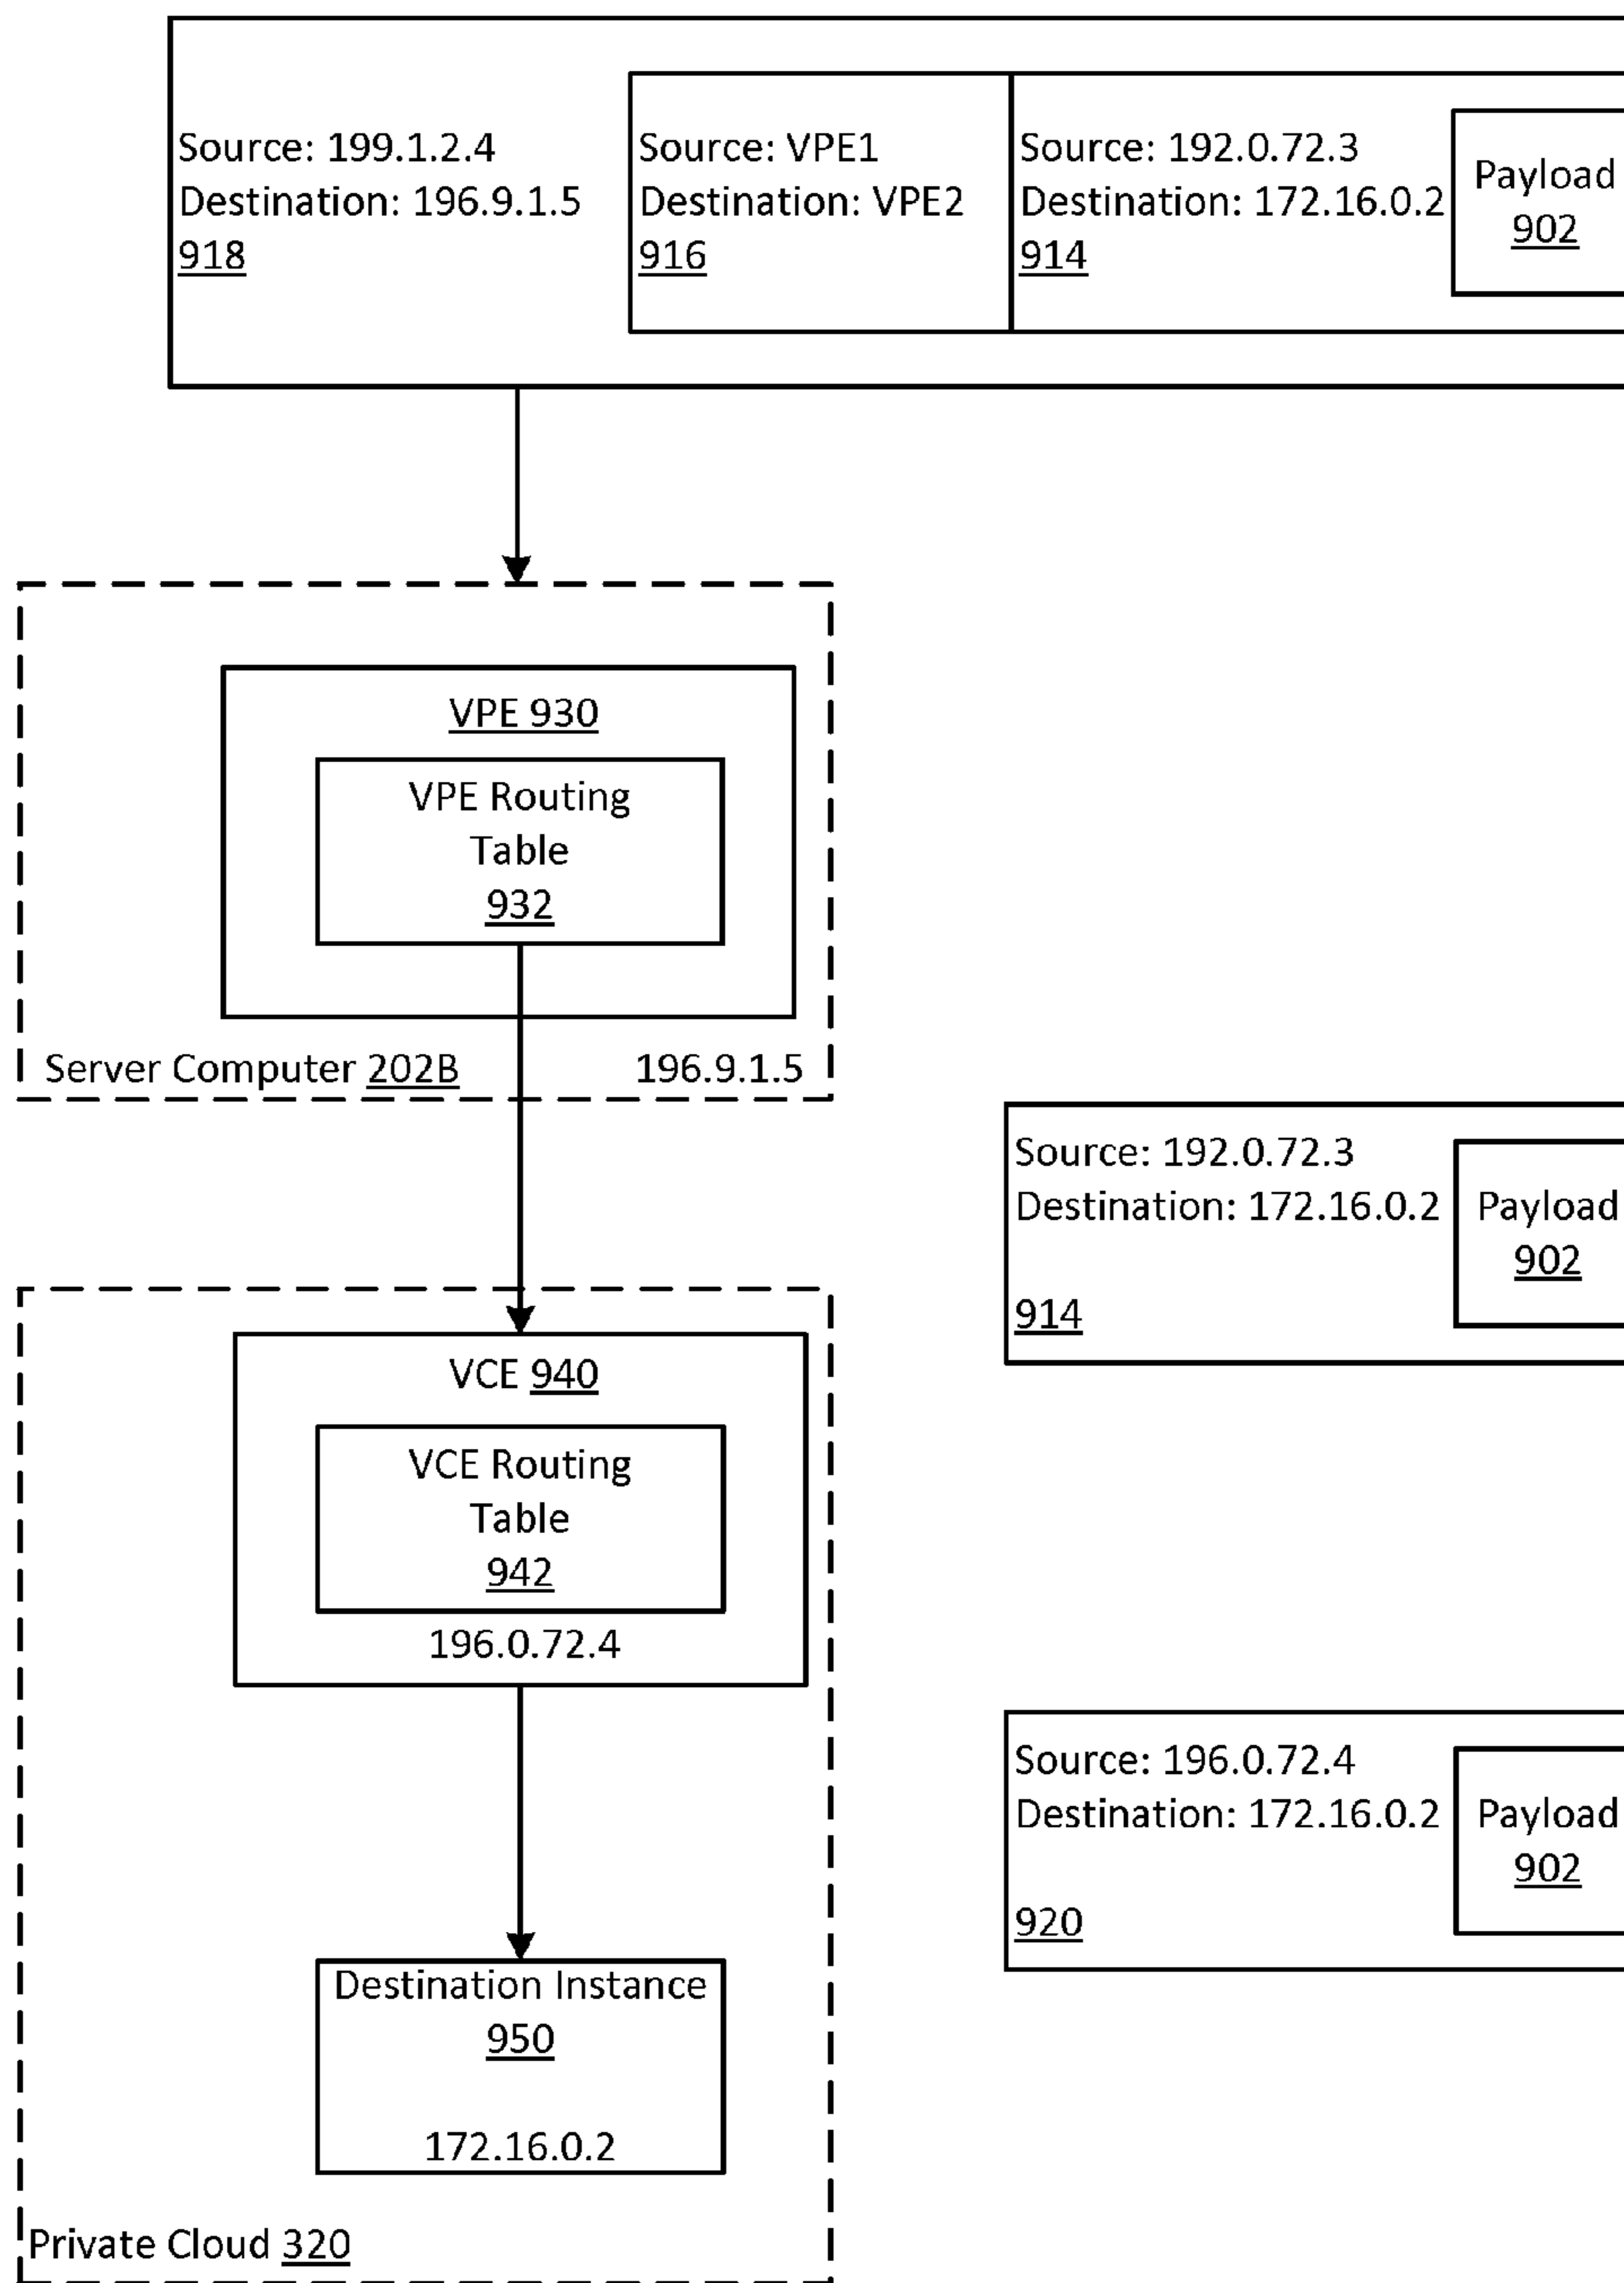 Source: 199.1.2.4
Destination: 196.9.1.5
918
Source: VPE1
Destination: VPE2
916
Source: 192.0.72.3
Destination: 172.16.0.2
914
Payload
902
VPE 930
VPE Routing
Table
932
Server Computer 202B
196.9.1.5
Source: 192.0.72.3
Destination: 172.16.0.2
914
Payload
902
VCE 940
VCE Routing
Table
942
196.0.72.4
Source: 196.0.72.4
Destination: 172.16.0.2
920
Payload
902
Destination Instance
950
172.16.0.2
Private Cloud 320